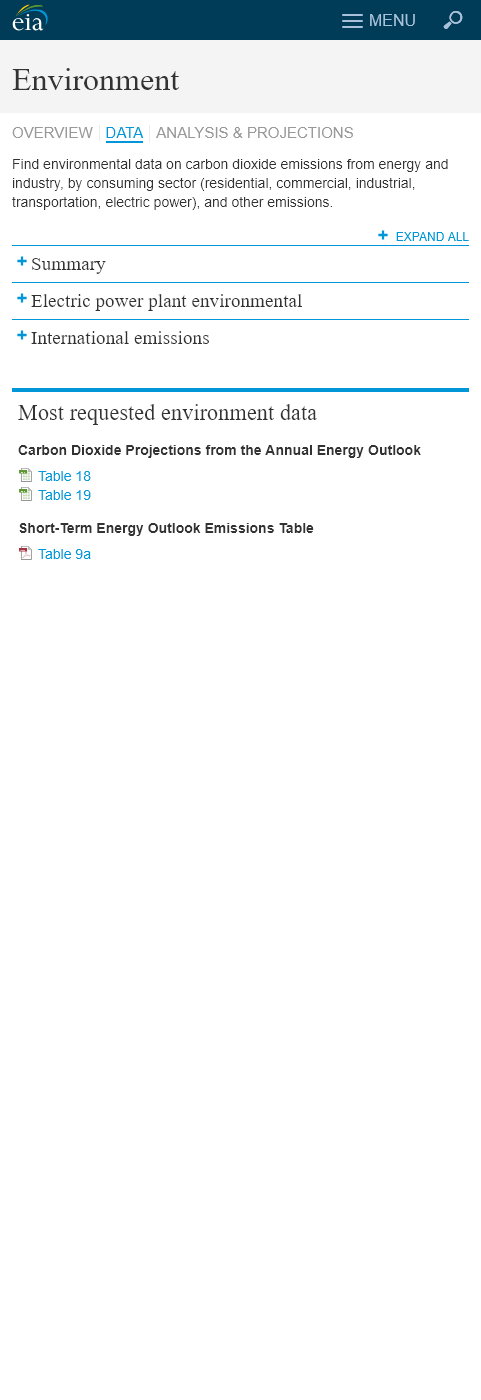 eia
MENU
Environment
OVERVIEW DATA ANALYSIS & PROJECTIONS
Find environmental data on carbon dioxide emissions from energy and
industry, by consuming sector (residential, commercial, industrial,
transportation, electric power), and other emissions.
+ EXPAND ALL
+ Summary
+ Electric power plant environmental
+ International emissions
Most requested environment data
Carbon Dioxide Projections from the Annual Energy Outlook
Table 18
Table 19
Short-Term Energy Outlook Emissions Table
Table 9a